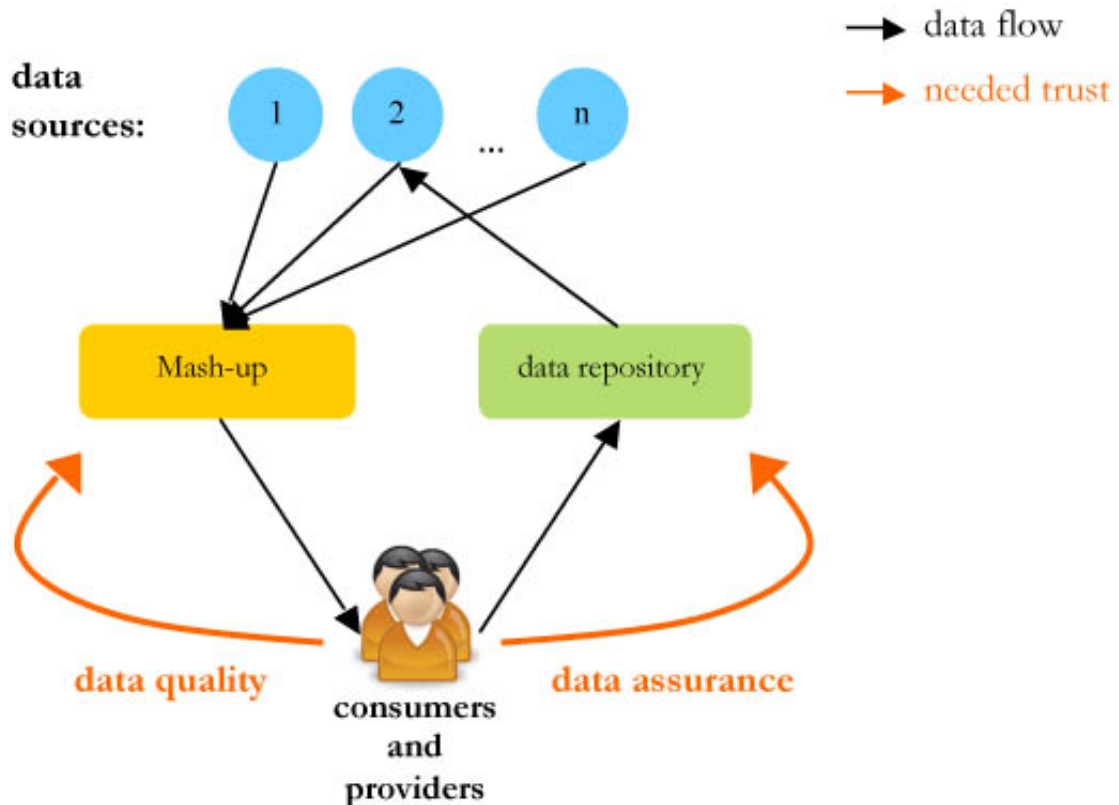 data flow
needed trust
data
sources:
1
2
...
n
Mash-up
data repository
data quality
data assurance
consumers
and
providers